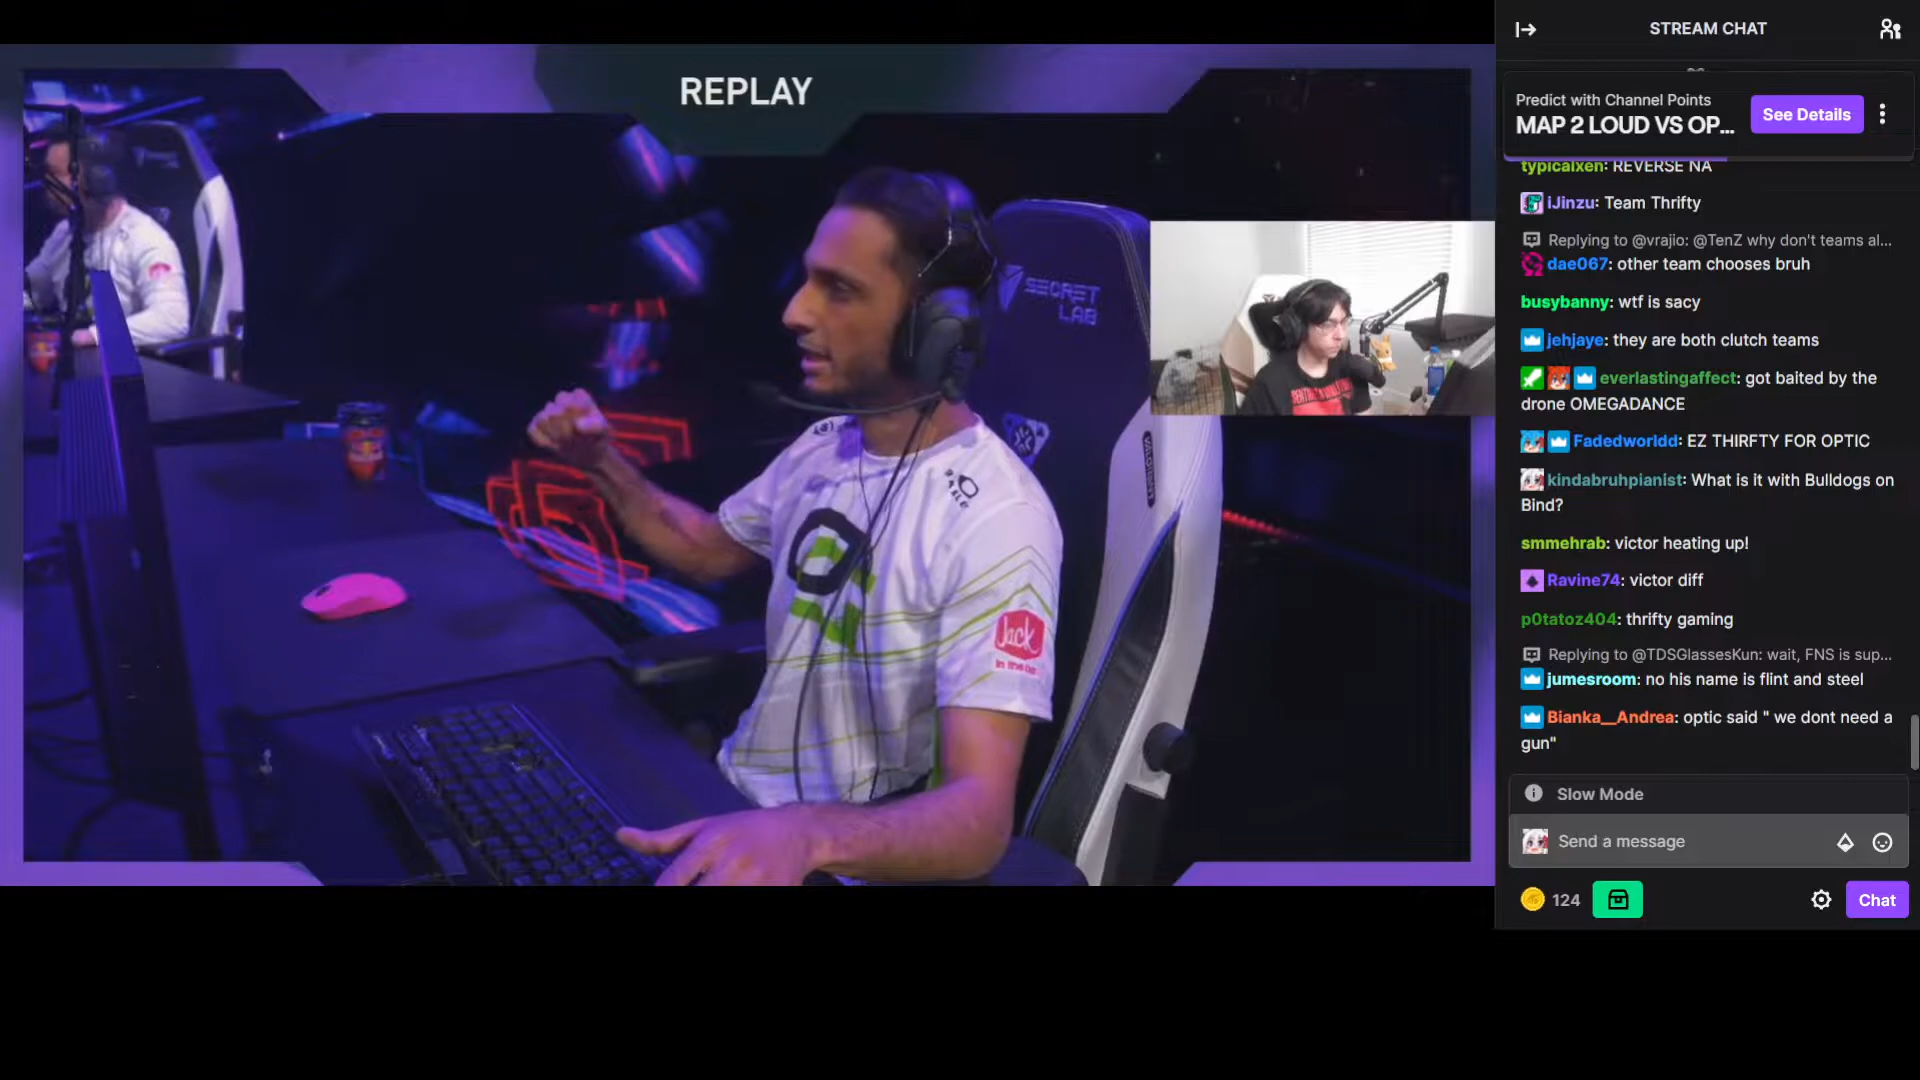 REPLAY
SECRET
LAB
Jack
in the box
STREAM CHAT
Predict with Channel Points
MAP 2 LOUD VS OP...
See Details
typicalxen: REVERSE NA
iJinzu: Team Thrifty
Replying to @vrajio: @TenZ why don't teams al...
dae067: other team chooses bruh
busybanny: wtf is sacy
jehjaye: they are both clutch teams
everlastingaffect: got baited by the
drone OMEGADANCE
Fadedworldd: EZ THIRFTY FOR OPTIC
kindabruhpianist: What is it with Bulldogs on
Bind?
smmehrab: victor heating up!
Ravine74: victor diff
p0tatoz404: thrifty gaming
Replying to @TDSGlassesKun: wait, FNS is sup...
jumesroom: no his name is flint and steel
Bianka__Andrea: optic said " we dont need a
gun"
Slow Mode
Send a message
124
Chat